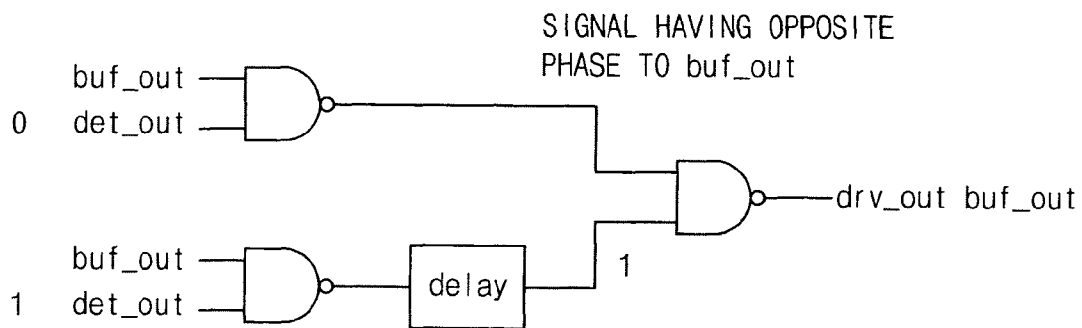 SIGNAL HAVING OPPOSITE
PHASE TO buf_out
buf_out
0 det_out
drv_out buf_out
buf_out
1 det_out
delay
1